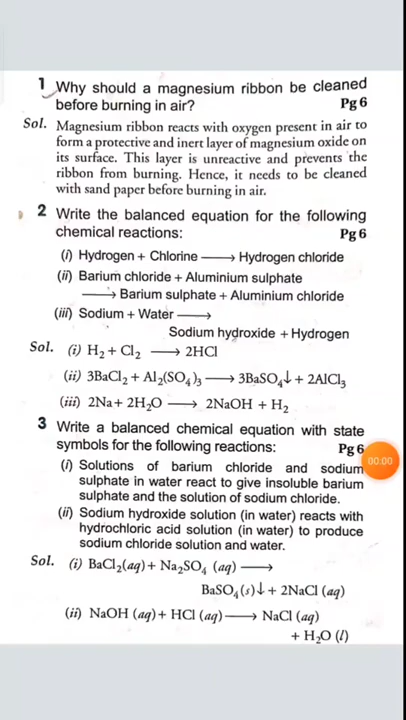 1 Why should a magnesium ribbon be cleaned
before burning in air? Pg 6
Sol. Magnesium ribbon reacts with oxygen present in air to
form a protective and inert layer of magnesium oxide on
its surface. This layer is unreactive and prevents the
ribbon from burning. Hence, it needs to be cleaned
with sand paper before burning in air.
2 Write the balanced equation for the following
chemical reactions: Pg 6
(i) Hydrogen + Chlorine ⟶ Hydrogen chloride
(ii) Barium chloride + Aluminium sulphate
⟶ Barium sulphate + Aluminium chloride
(iii) Sodium + Water ⟶
Sodium hydroxide + Hydrogen
Sol. (i) H₂ + Cl₂ ⟶ 2HCl
(ii) 3BaCl₂ + Al₂(SO₄)₃ ⟶ 3BaSO₄↓ + 2AlCl₃
(iii) 2Na + 2H₂O ⟶ 2NaOH + H₂
3 Write a balanced chemical equation with state
symbols for the following reactions: Pg 6
00:00
(i) Solutions of barium chloride and sodium
sulphate in water react to give insoluble barium
sulphate and the solution of sodium chloride.
(ii) Sodium hydroxide solution (in water) reacts with
hydrochloric acid solution (in water) to produce
sodium chloride solution and water.
Sol. (i) BaCl₂(aq) + Na₂SO₄ (aq) ⟶
BaSO₄(s)↓ + 2NaCl (aq)
(ii) NaOH (aq) + HCl (aq) ⟶ NaCl (aq)
+ H₂O (l)